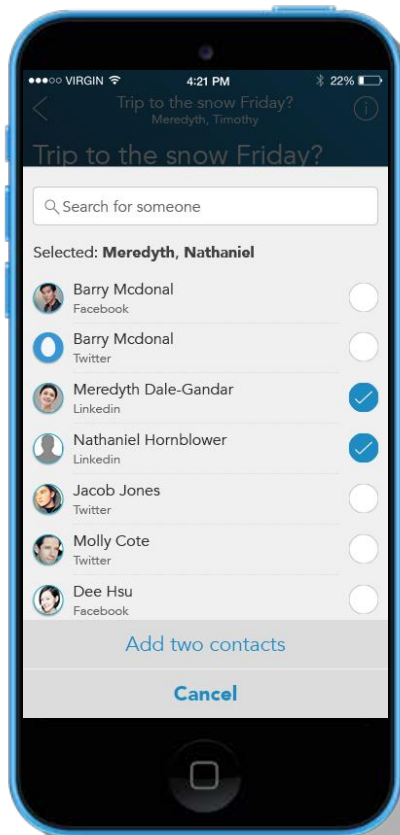 VIRGIN 4:21 PM 22%
Trip to the snow Friday?
Meredyth, Timothy
Trip to the snow Friday?
Search for someone
Selected: Meredyth, Nathaniel
Barry Mcdonal
Facebook
Barry Mcdonal
Twitter
Meredyth Dale-Gandar
Linkedin
Nathaniel Hornblower
Linkedin
Jacob Jones
Twitter
Molly Cote
Twitter
Dee Hsu
Facebook
Add two contacts
Cancel